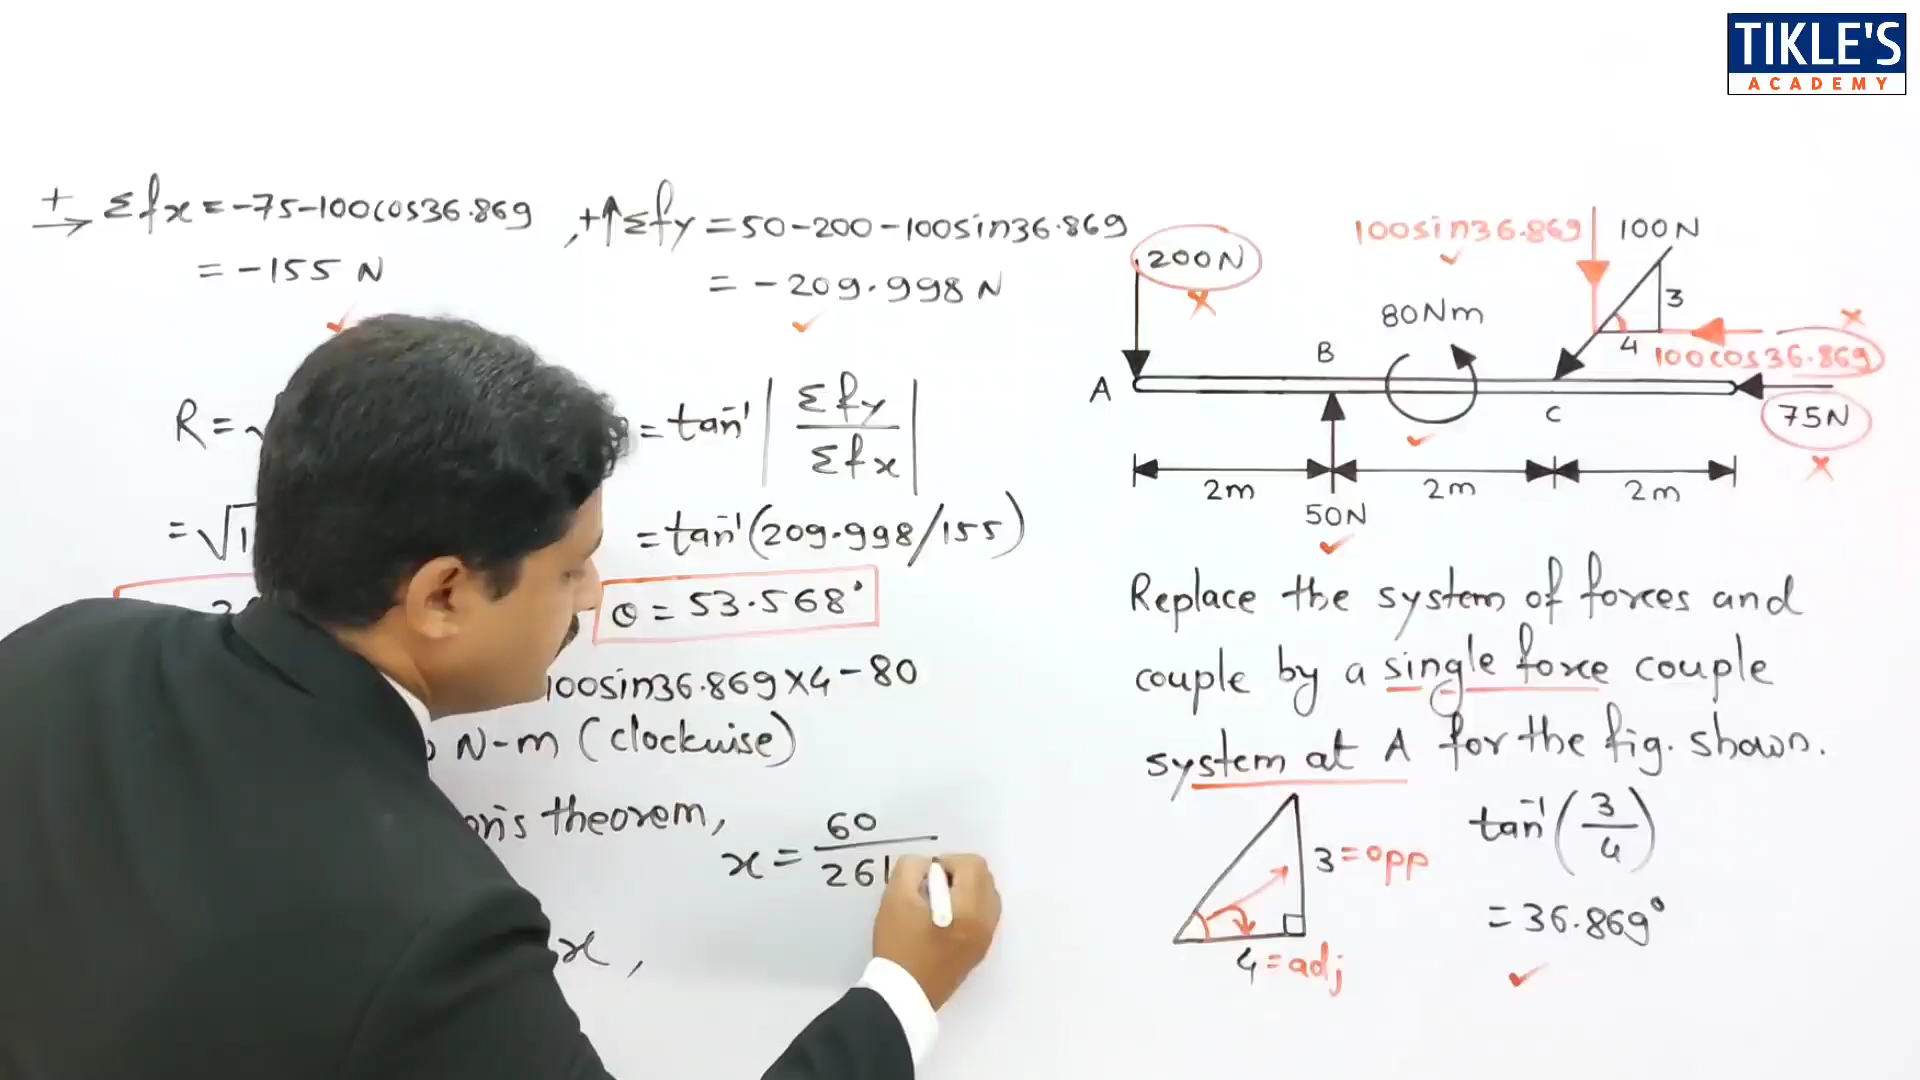 TIKLE'S
ACADEMY
+→ Σfx = -75-100cos36.869
= -155 N
, +↑Σfy = 50-200-100sin36.869
= - 209.998 N
R = √
= √1
= tan⁻¹ | Σfy / Σfx |
= tan⁻¹(209.998/155)
θ = 53.568°
100sin36.869×4-80
N-m (clockwise)
theorem,
x = 60 / 261
x,
200N
100sin36.869
100N
3
4
80Nm
100cos36.869
A
B
C
75N
2m
2m
2m
50N
Replace the system of forces and
couple by a single force couple
system at A for the fig. shown.
3 = opp
4 = adj
tan⁻¹(3/4)
= 36.869°